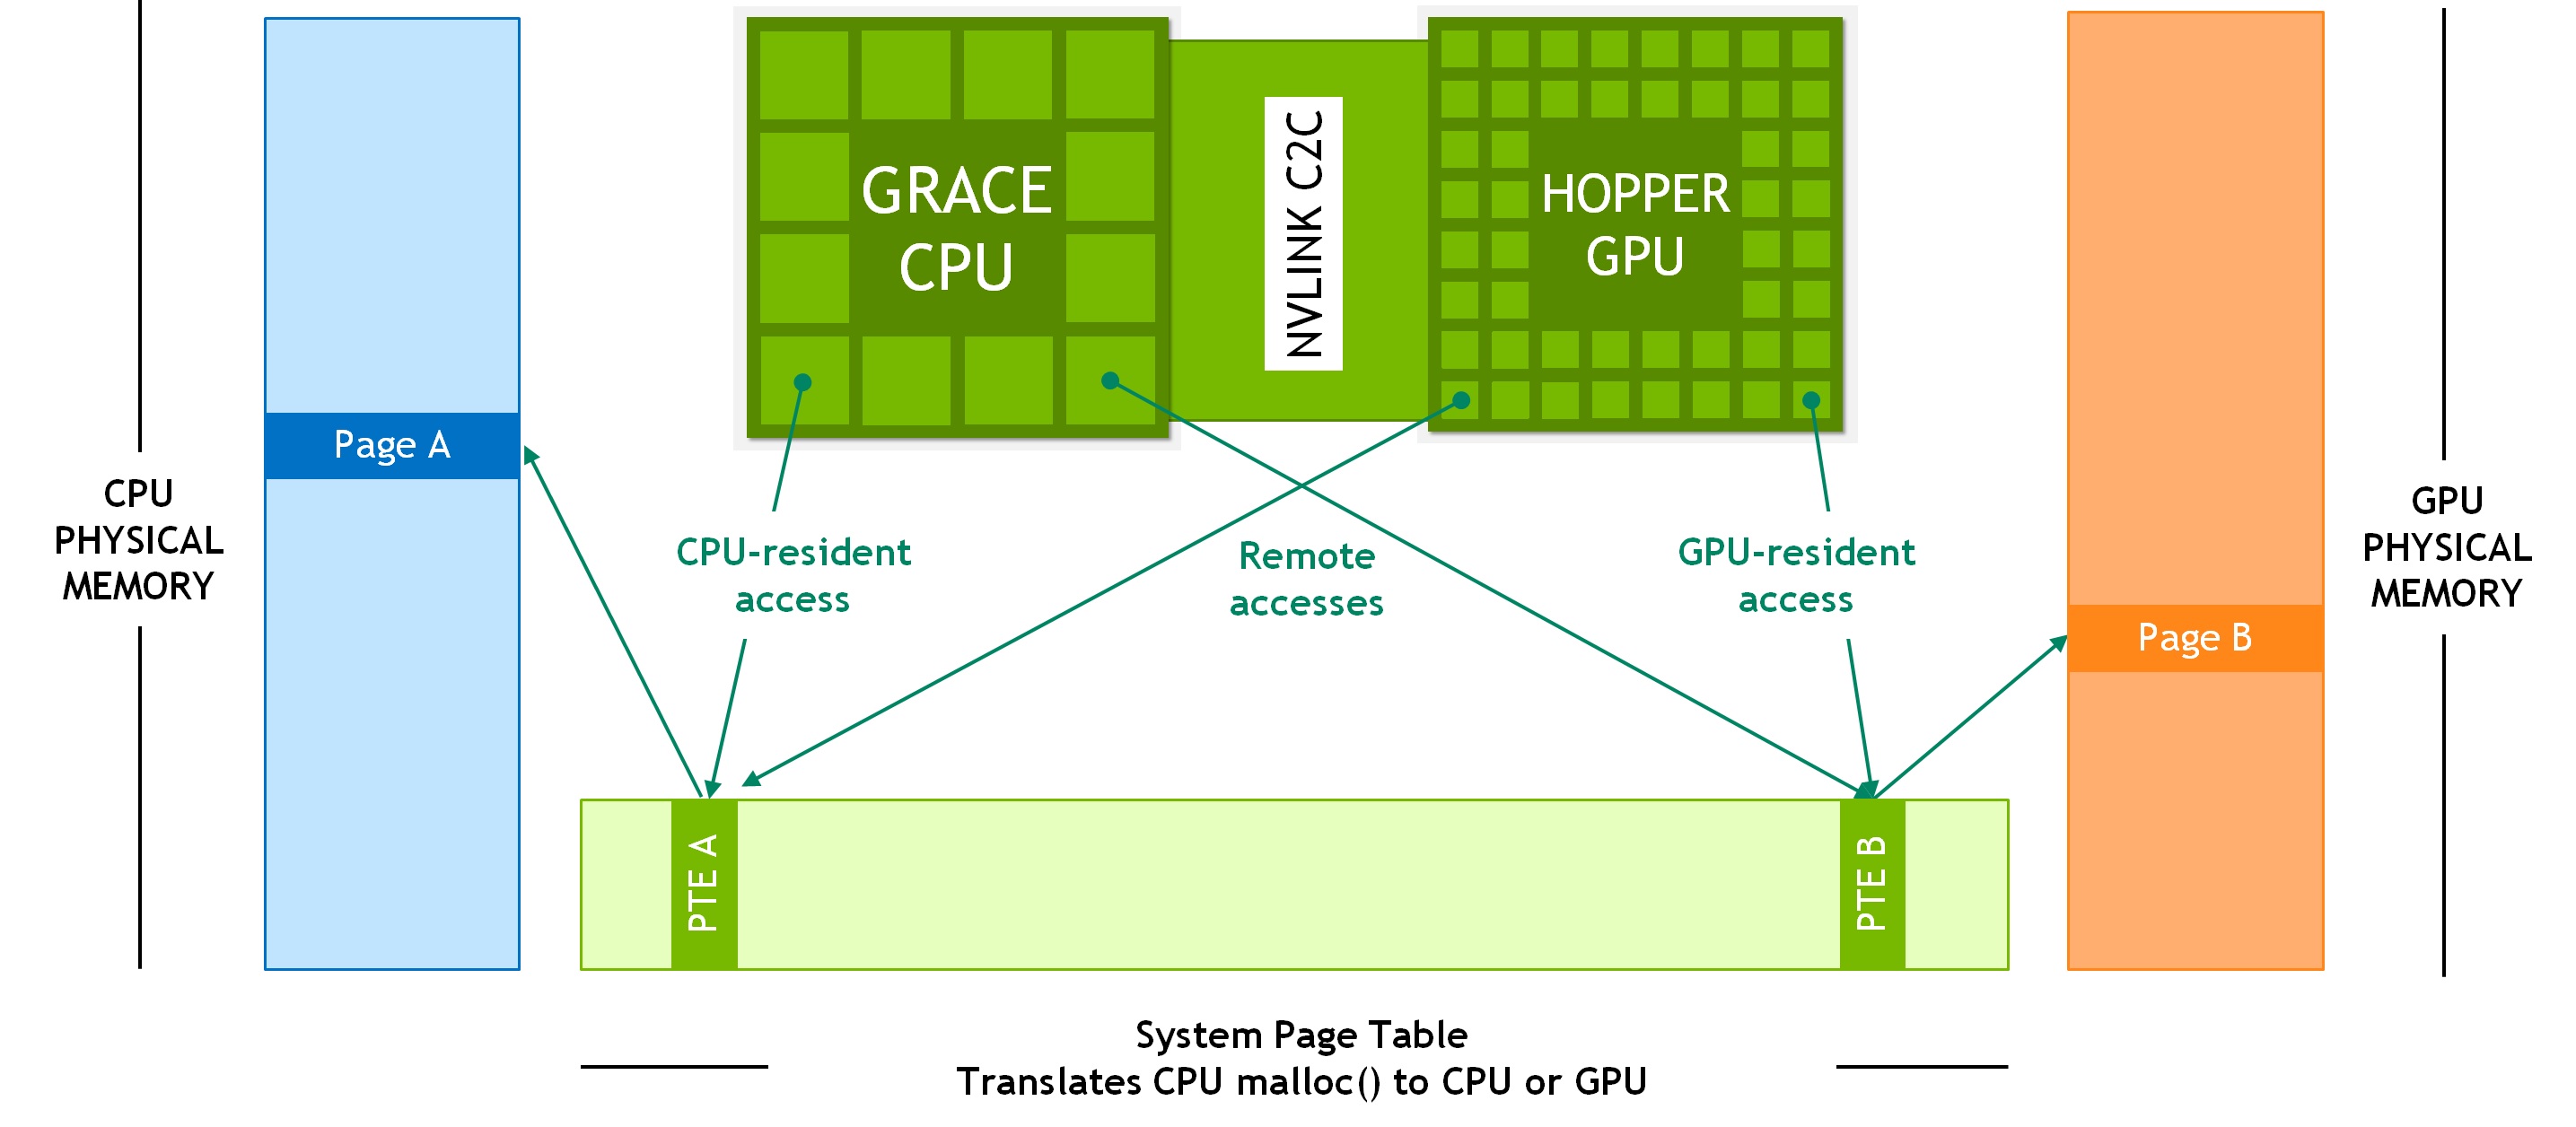 GRACE
CPU
NVLINK C2C
HOPPER
GPU
Page A
CPU
PHYSICAL
MEMORY
CPU-resident
access
Remote
accesses
GPU-resident
access
GPU
PHYSICAL
MEMORY
Page B
PTE A
PTE B
System Page Table
Translates CPU malloc() to CPU or GPU